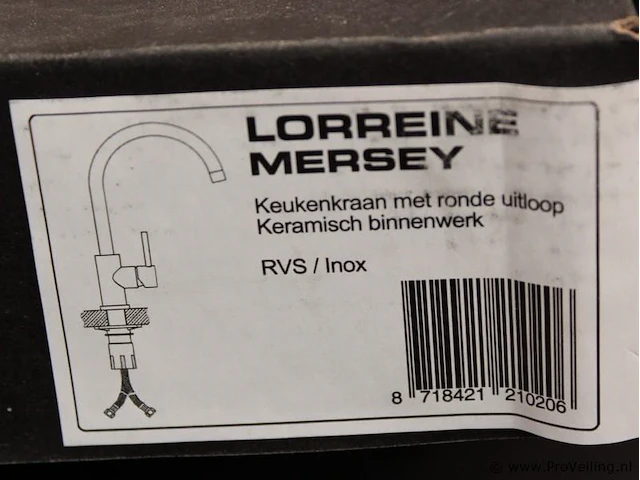 LORREINE
MERSEY
Keukenkraan met ronde uitloop
Keramisch binnenwerk
RVS / Inox
8 718421 210206
© www.ProVeiling.nl